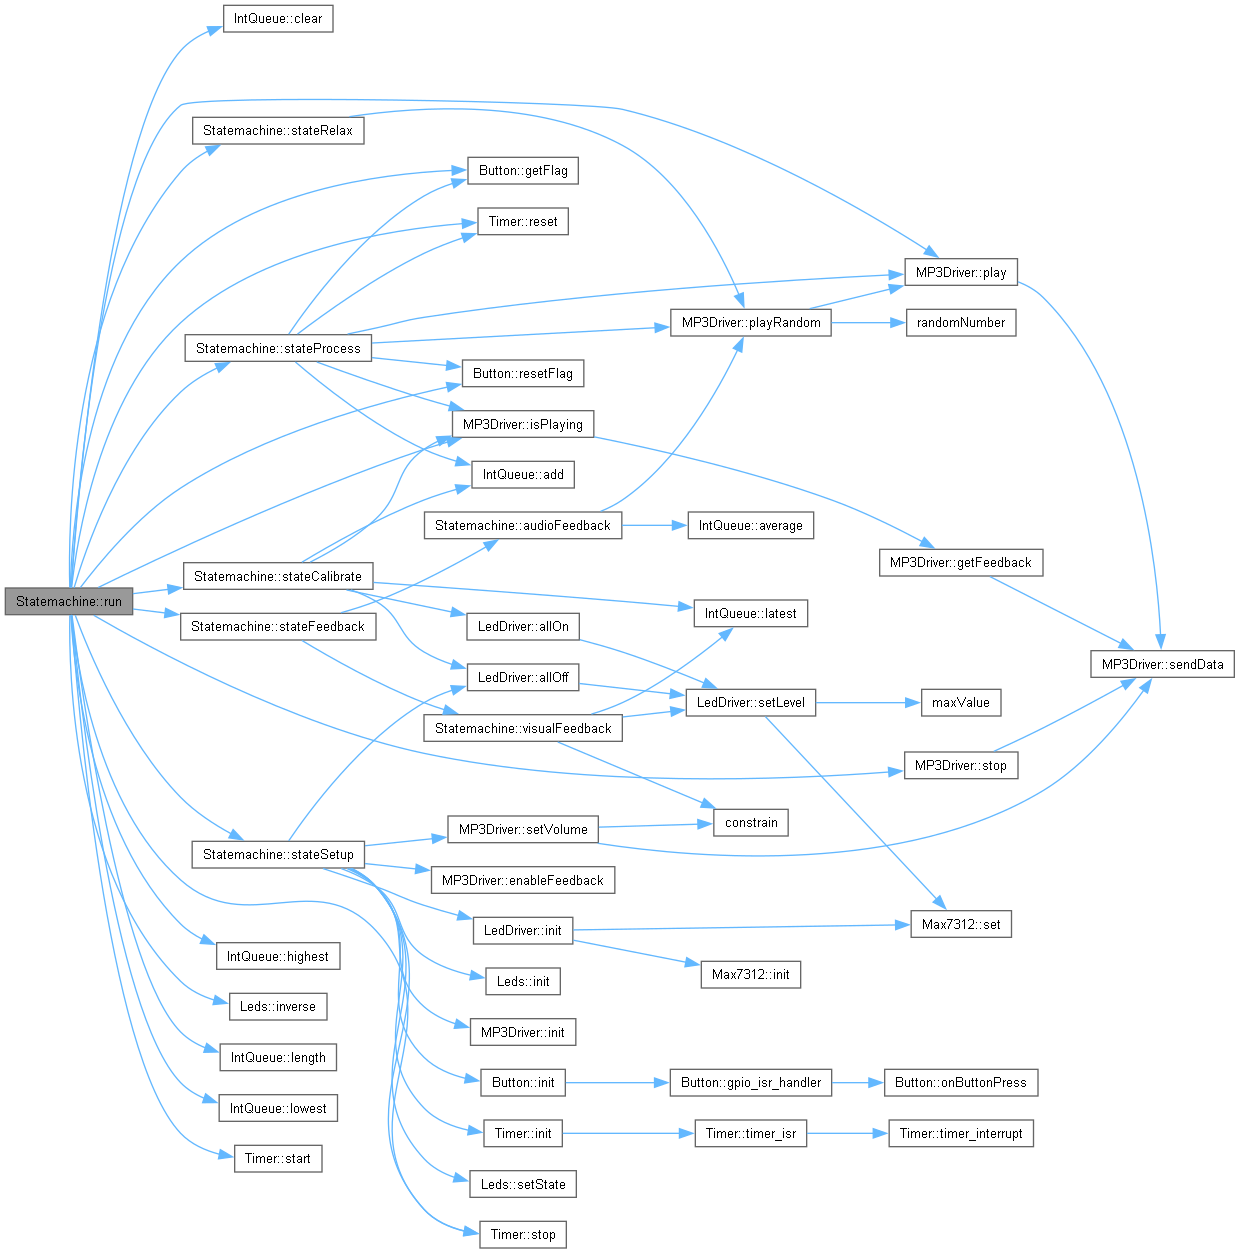 IntQueue::clear
Statemachine::stateRelax
Button::getFlag
Timer::reset
MP3Driver::play
MP3Driver::playRandom
randomNumber
Statemachine::stateProcess
Button::resetFlag
MP3Driver::isPlaying
IntQueue::add
Statemachine::audioFeedback
IntQueue::average
MP3Driver::getFeedback
Statemachine::stateCalibrate
Statemachine::run
IntQueue::latest
Statemachine::stateFeedback
LedDriver::allOn
MP3Driver::sendData
LedDriver::allOff
LedDriver::setLevel
maxValue
Statemachine::visualFeedback
MP3Driver::stop
constrain
MP3Driver::setVolume
Statemachine::stateSetup
MP3Driver::enableFeedback
LedDriver::init
Max7312::set
IntQueue::highest
Max7312::init
Leds::init
Leds::inverse
MP3Driver::init
IntQueue::length
Button::init
Button::gpio_isr_handler
Button::onButtonPress
IntQueue::lowest
Timer::init
Timer::timer_isr
Timer::timer_interrupt
Timer::start
Leds::setState
Timer::stop